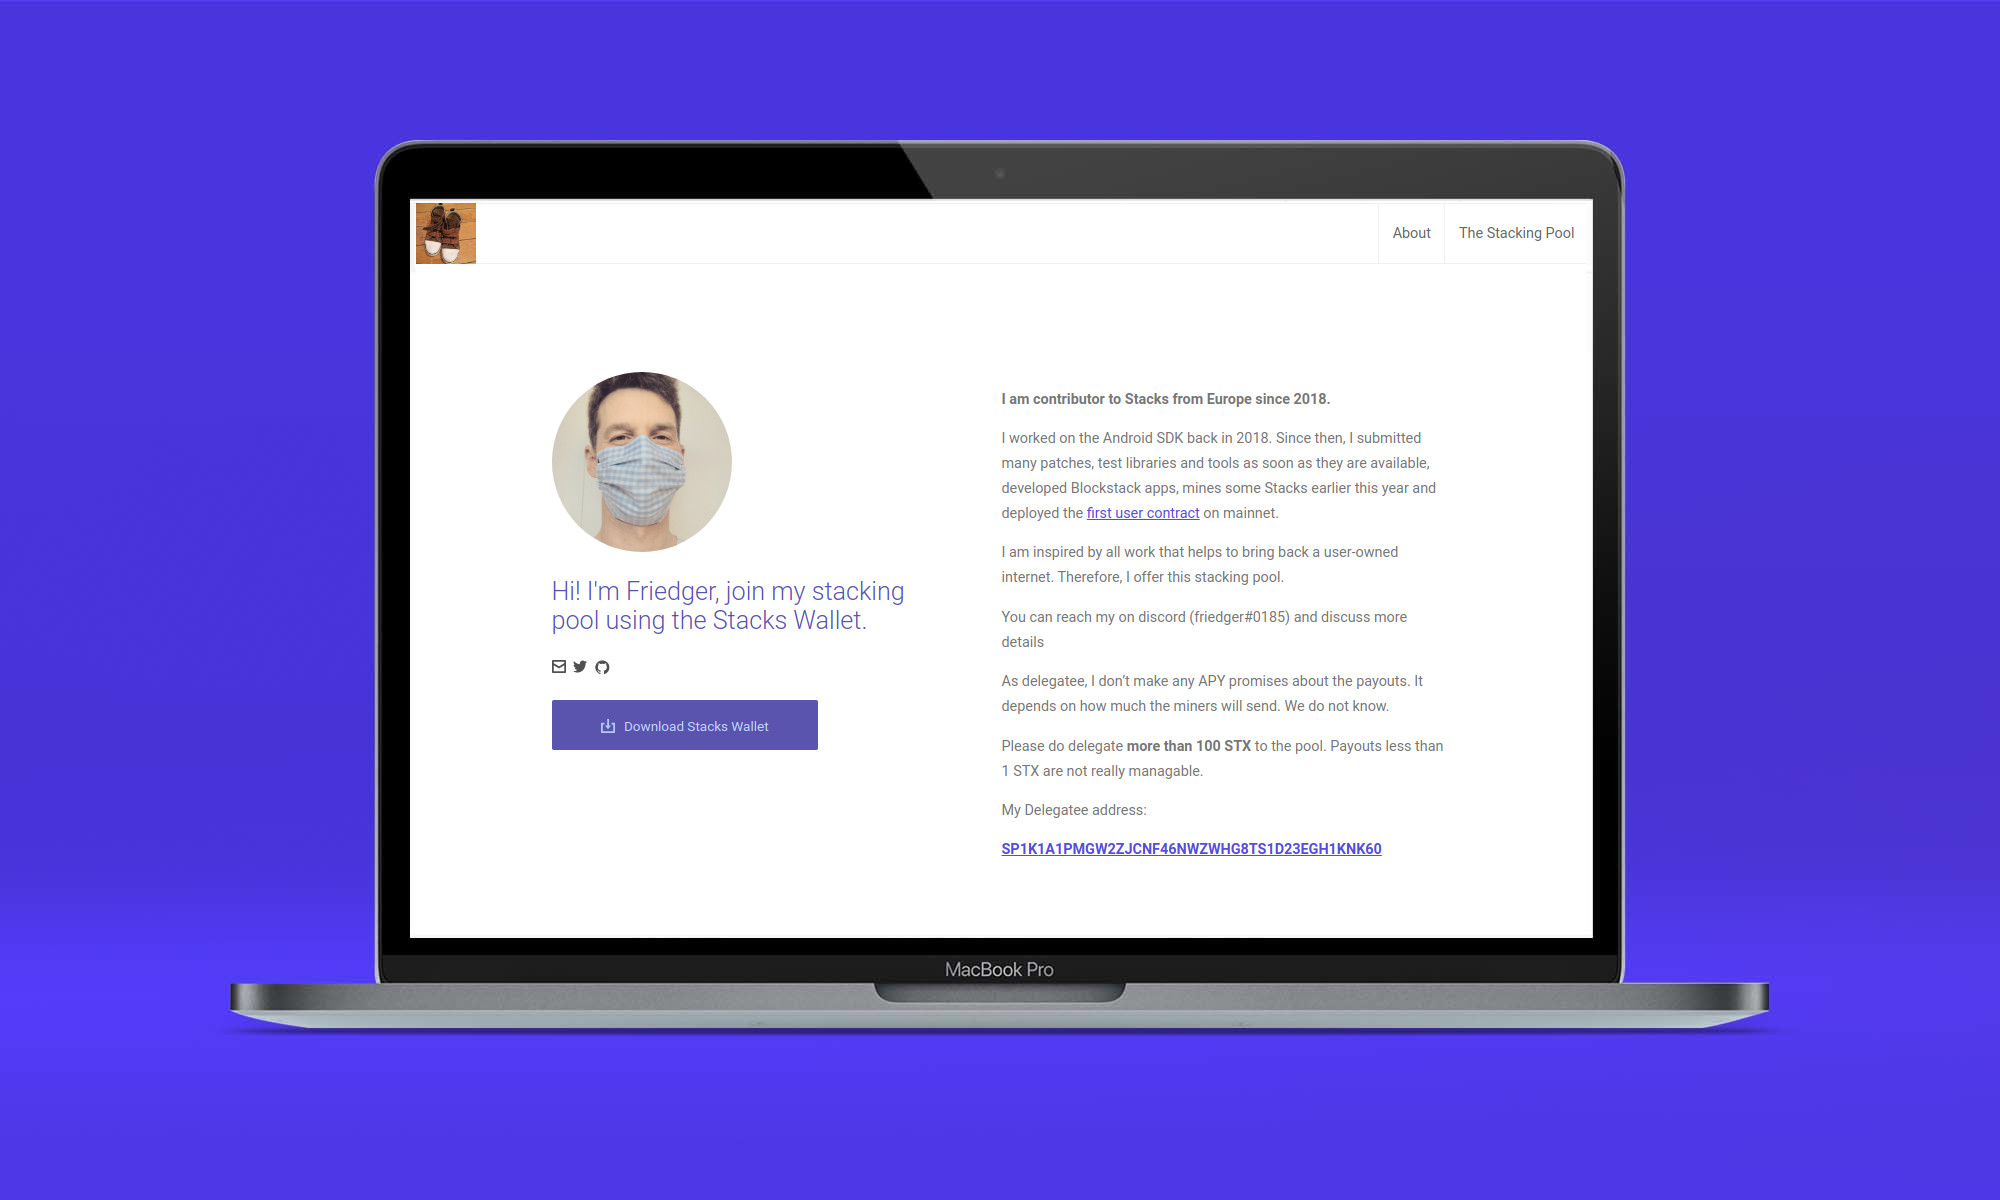 About
The Stacking Pool
Hi! I'm Friedger, join my stacking
pool using the Stacks Wallet.
Download Stacks Wallet
I am contributor to Stacks from Europe since 2018.
I worked on the Android SDK back in 2018. Since then, I submitted
many patches, test libraries and tools as soon as they are available,
developed Blockstack apps, mines some Stacks earlier this year and
deployed the first user contract on mainnet.
I am inspired by all work that helps to bring back a user-owned
internet. Therefore, I offer this stacking pool.
You can reach my on discord (friedger#0185) and discuss more
details
As delegatee, I don’t make any APY promises about the payouts. It
depends on how much the miners will send. We do not know.
Please do delegate more than 100 STX to the pool. Payouts less than
1 STX are not really managable.
My Delegatee address:
SP1K1A1PMGW2ZJCNF46NWZWHG8TS1D23EGH1KNK60
MacBook Pro